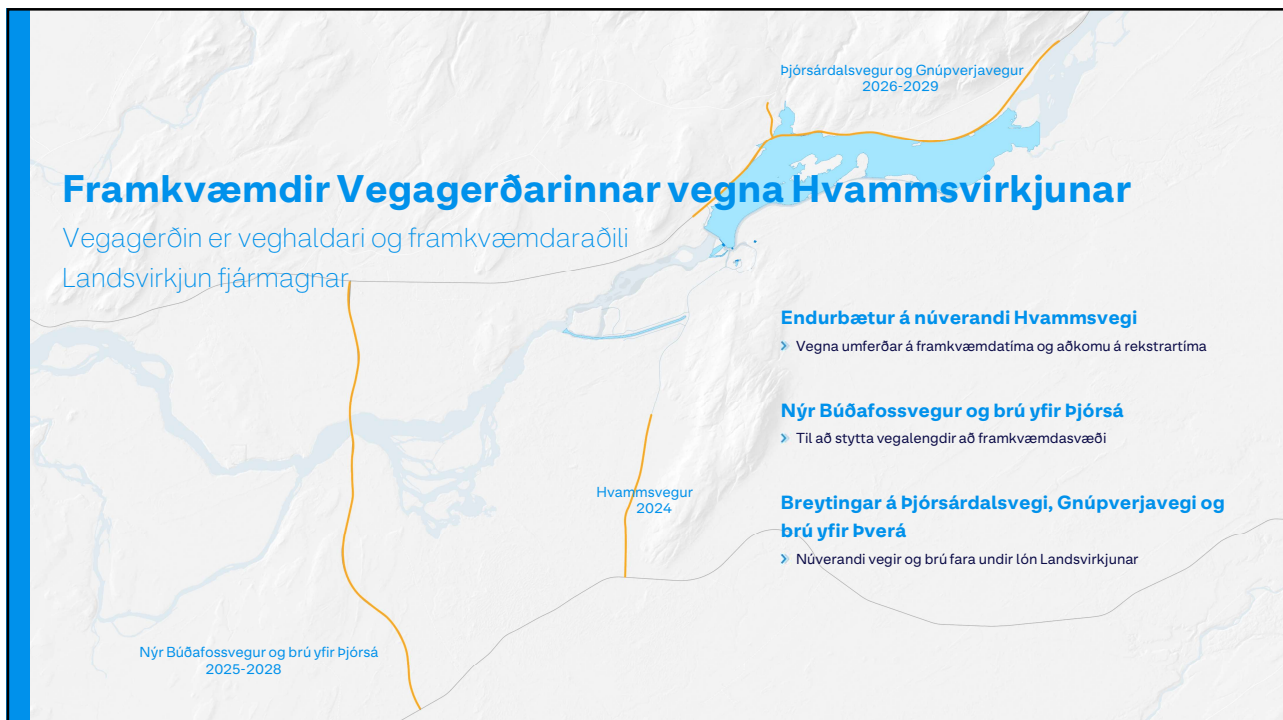 Þjórsárdalsvegur og Gnúpverjavegur
2026-2029
Framkvæmdir Vegagerðarinnar vegna Hvammsvirkjunar
Vegagerðin er veghaldari og framkvæmdaraðili
Landsvirkjun fjármagnar
Endurbætur á núverandi Hvammsvegi
› Vegna umferðar á framkvæmdatíma og aðkomu á rekstrartíma
Nýr Búðafossvegur og brú yfir Þjórsá
› Til að stytta vegalengdir að framkvæmdasvæði
Hvammsvegur
2024
Breytingar á Þjórsárdalsvegi, Gnúpverjavegi og
brú yfir Þverá
› Núverandi vegir og brú fara undir lón Landsvirkjunar
Nýr Búðafossvegur og brú yfir Þjórsá
2025-2028